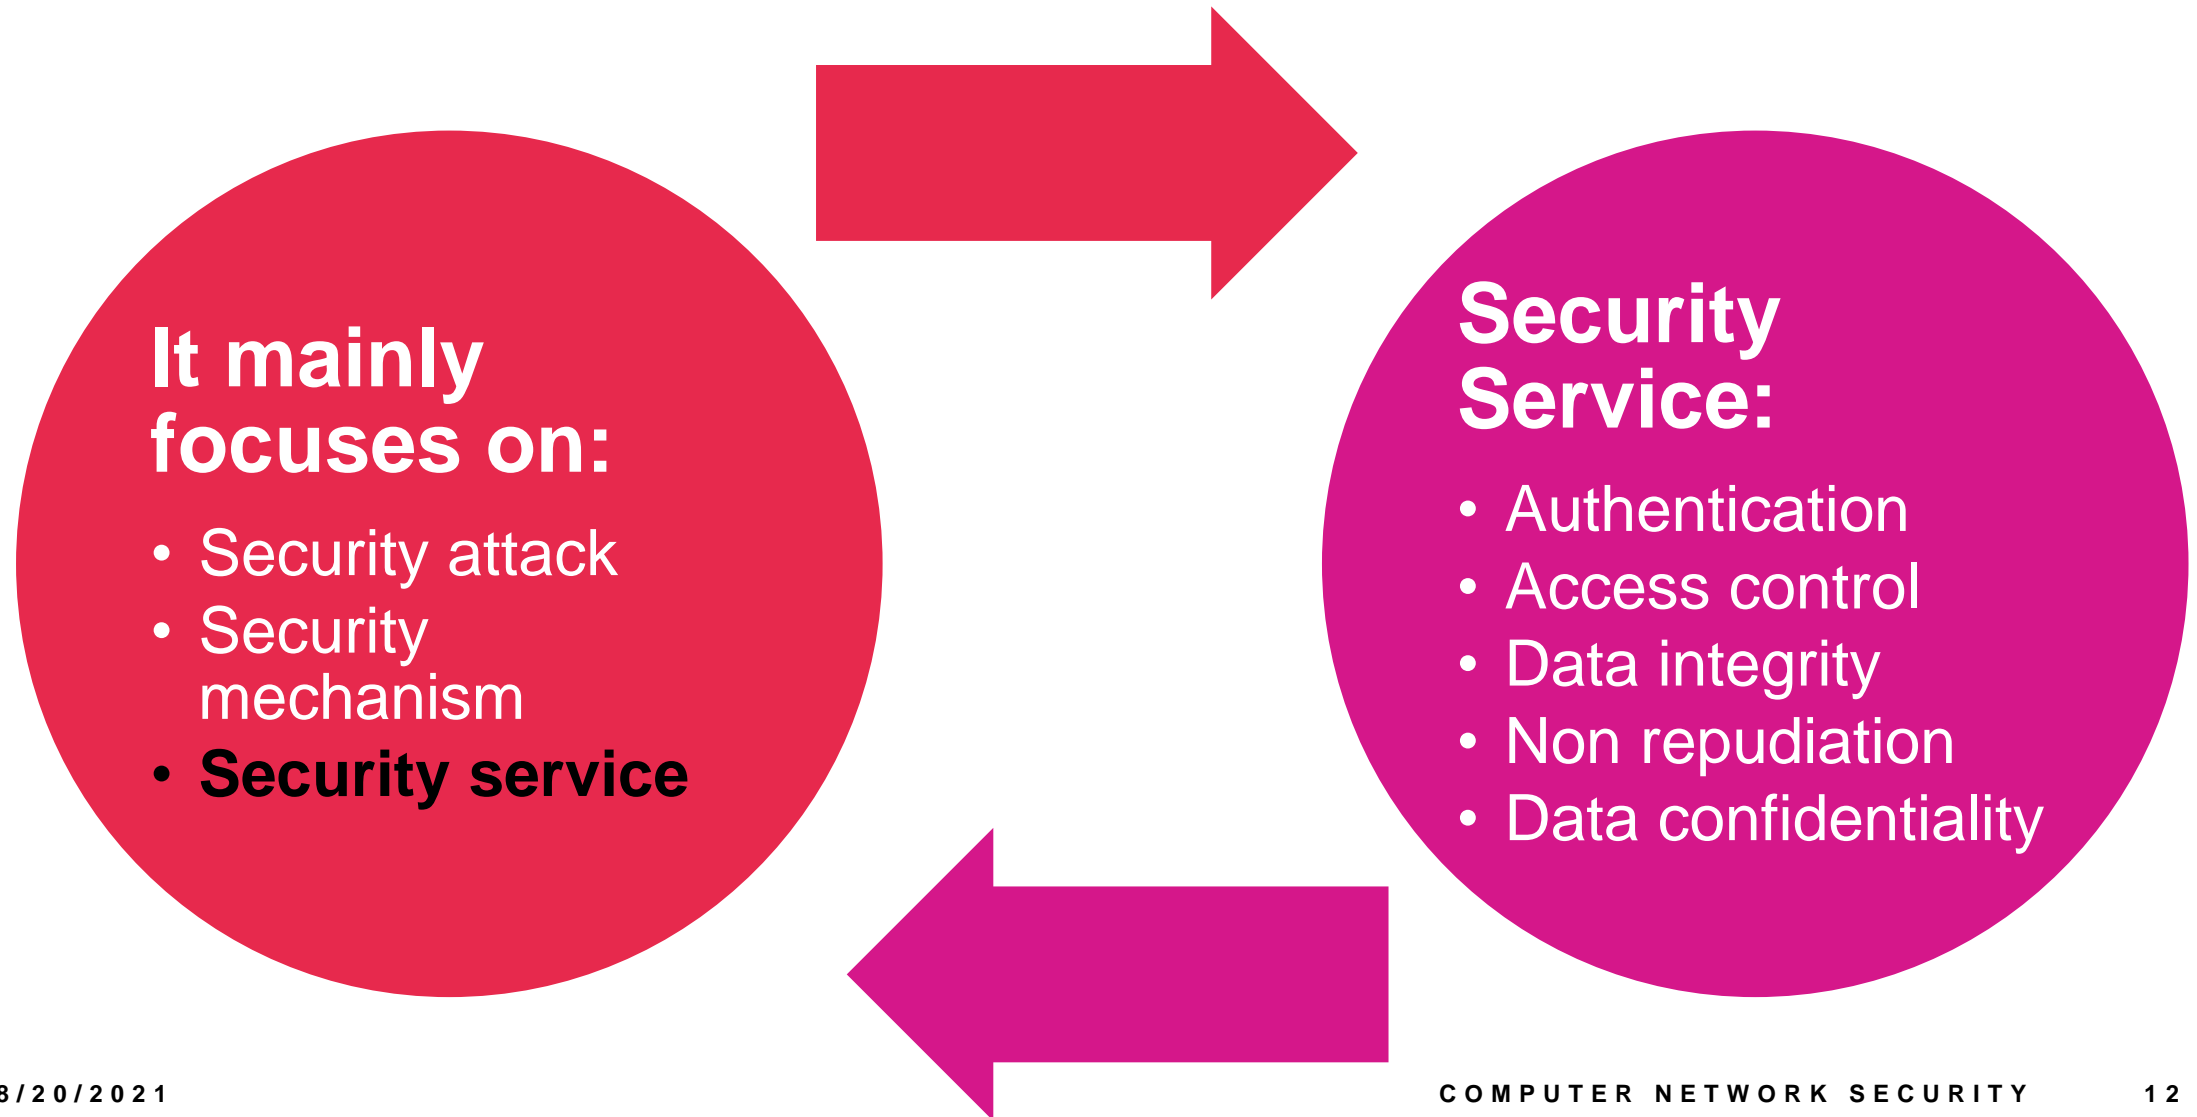 It mainly
focuses on:
• Security attack
• Security
mechanism
• Security service
Security
Service:
• Authentication
• Access control
• Data integrity
• Non repudiation
• Data confidentiality
8/20/2021
COMPUTER NETWORK SECURITY
12